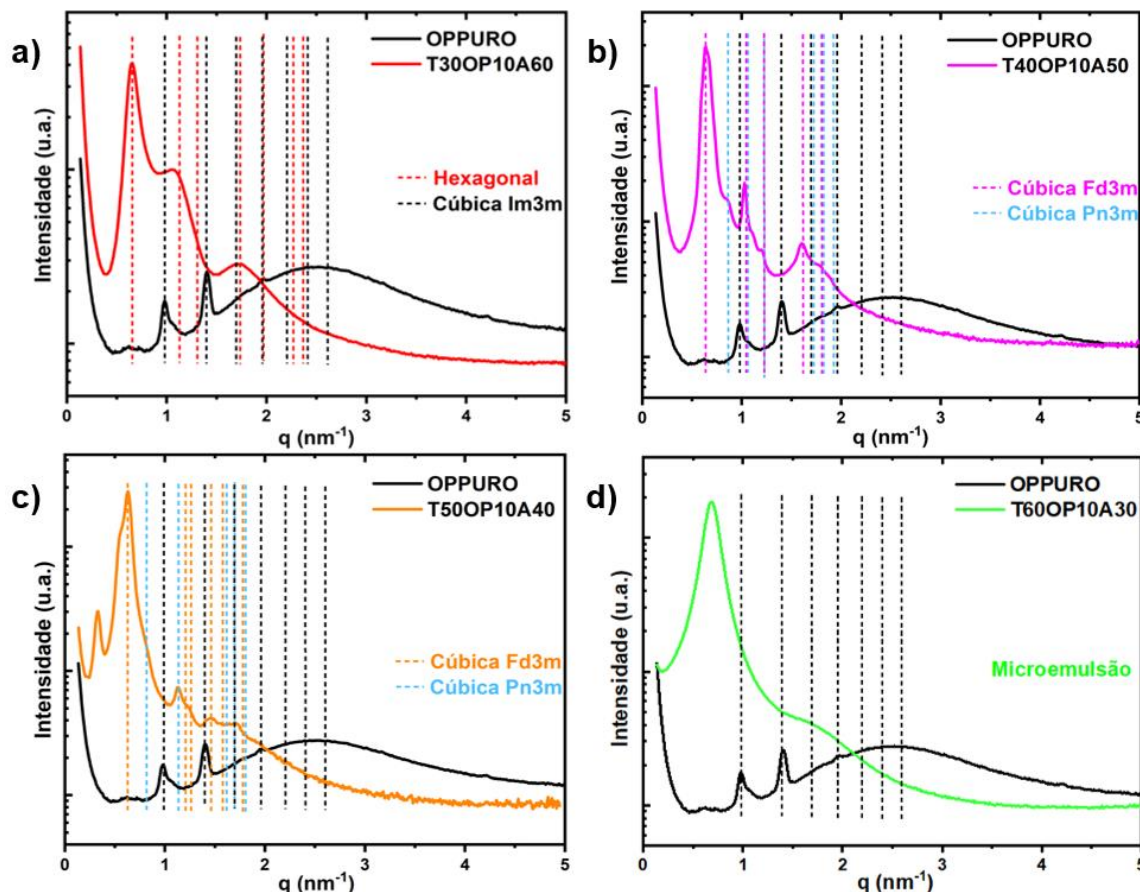 a)
OPPURO
T30OP10A60
Hexagonal
Cúbica Im3m
Intensidade (u.a.)
0 1 2 3 4 5
q (nm⁻¹)
b)
OPPURO
T40OP10A50
Cúbica Fd3m
Cúbica Pn3m
Intensidade (u.a.)
0 1 2 3 4 5
q (nm⁻¹)
c)
OPPURO
T50OP10A40
Cúbica Fd3m
Cúbica Pn3m
Intensidade (u.a.)
0 1 2 3 4 5
q (nm⁻¹)
d)
OPPURO
T60OP10A30
Microemulsão
Intensidade (u.a.)
0 1 2 3 4 5
q (nm⁻¹)